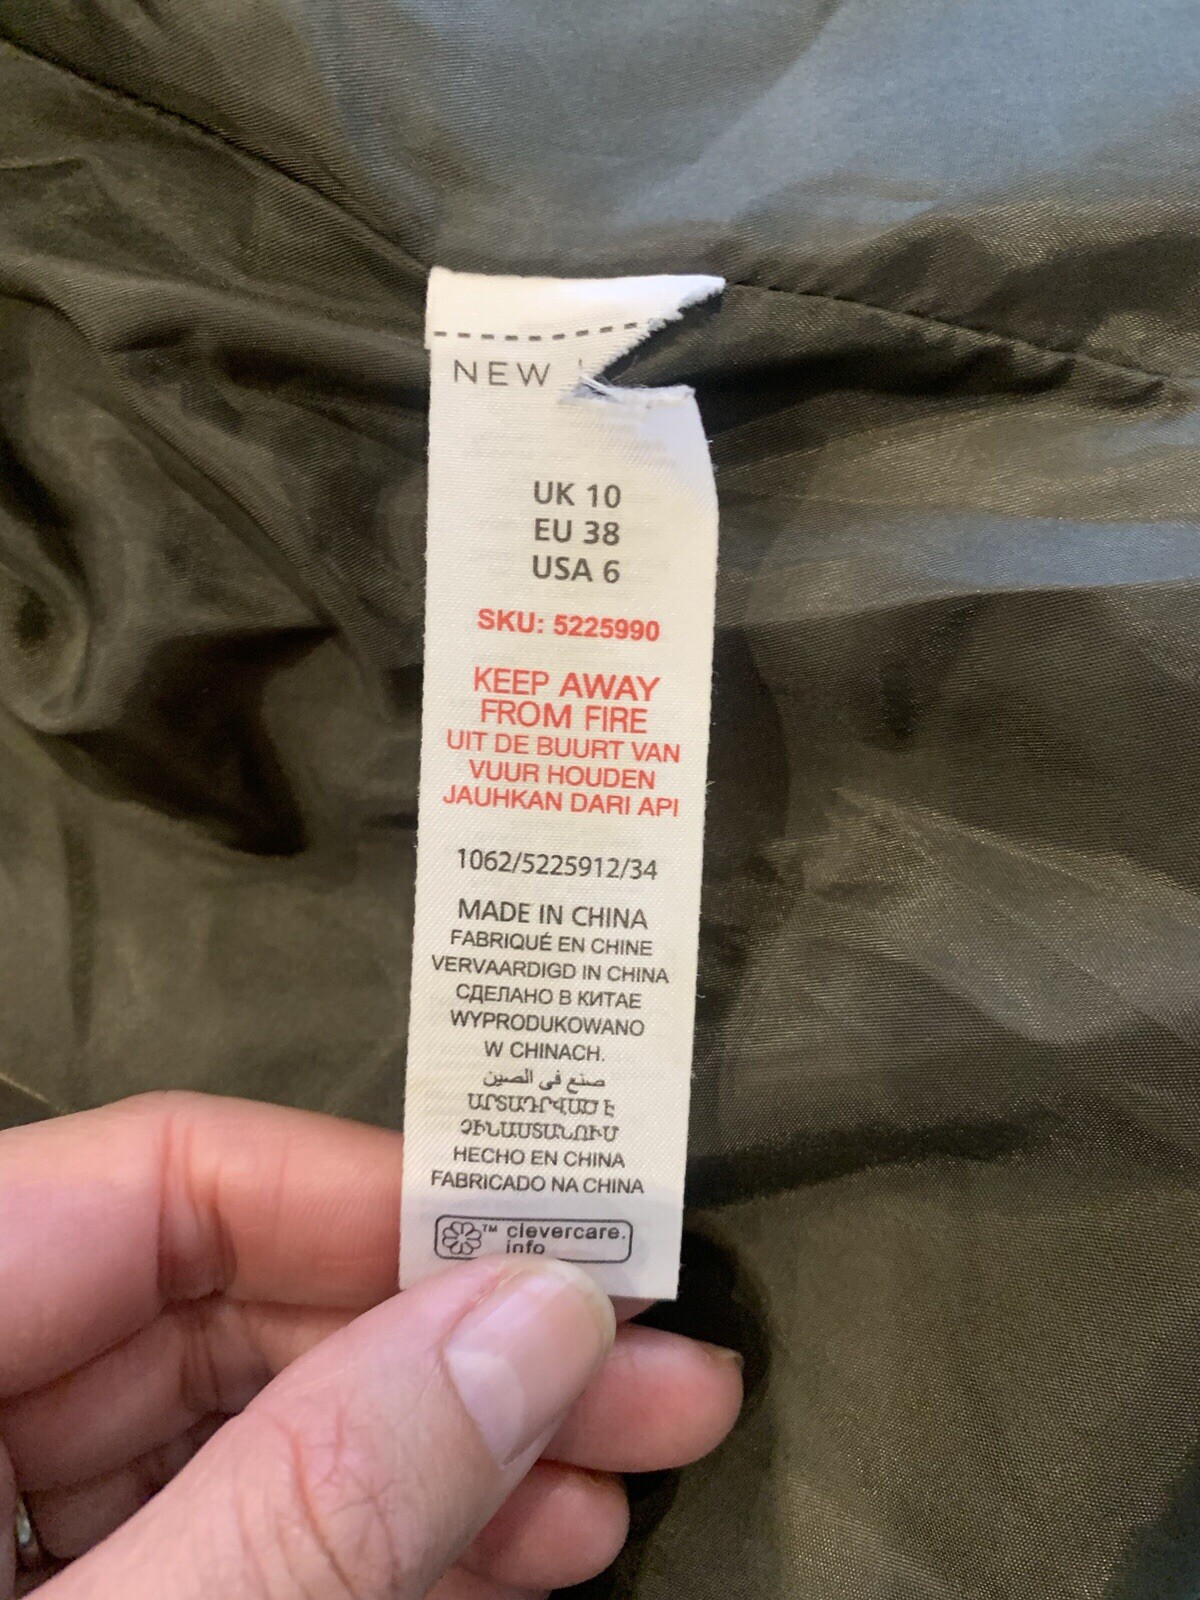 NEW
UK 10
EU 38
USA 6
SKU: 5225990
KEEP AWAY
FROM FIRE
UIT DE BUURT VAN
VUUR HOUDEN
JAUHKAN DARI API
1062/5225912/34
MADE IN CHINA
FABRIQUÉ EN CHINE
VERVAARDIGD IN CHINA
СДЕЛАНО В КИТАЕ
WYPRODUKOWANO
W CHINACH.
صنع في الصين
ԱՐՏԱԴՐՎԱԾ Է
ՉԻՆԱՍՏԱՆՈՒՄ
HECHO EN CHINA
FABRICADO NA CHINA
™ clevercare.
info